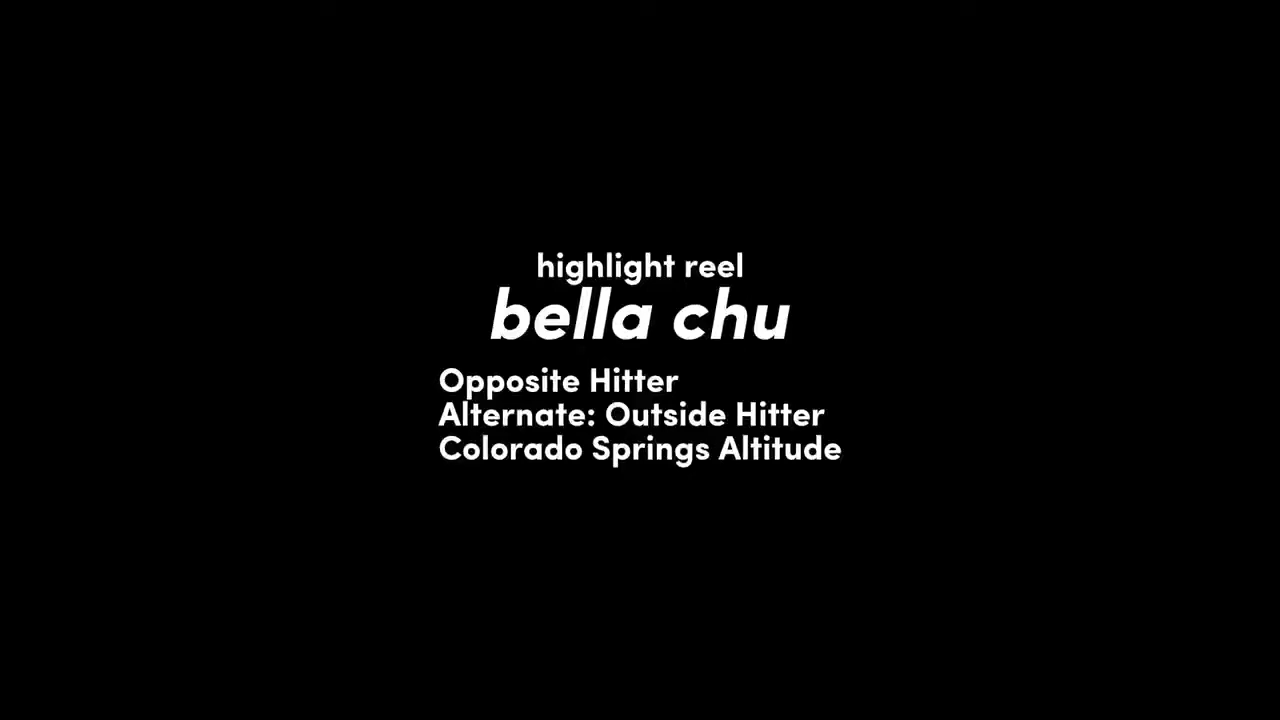 highlight reel
bella chu
Opposite Hitter
Alternate: Outside Hitter
Colorado Springs Altitude